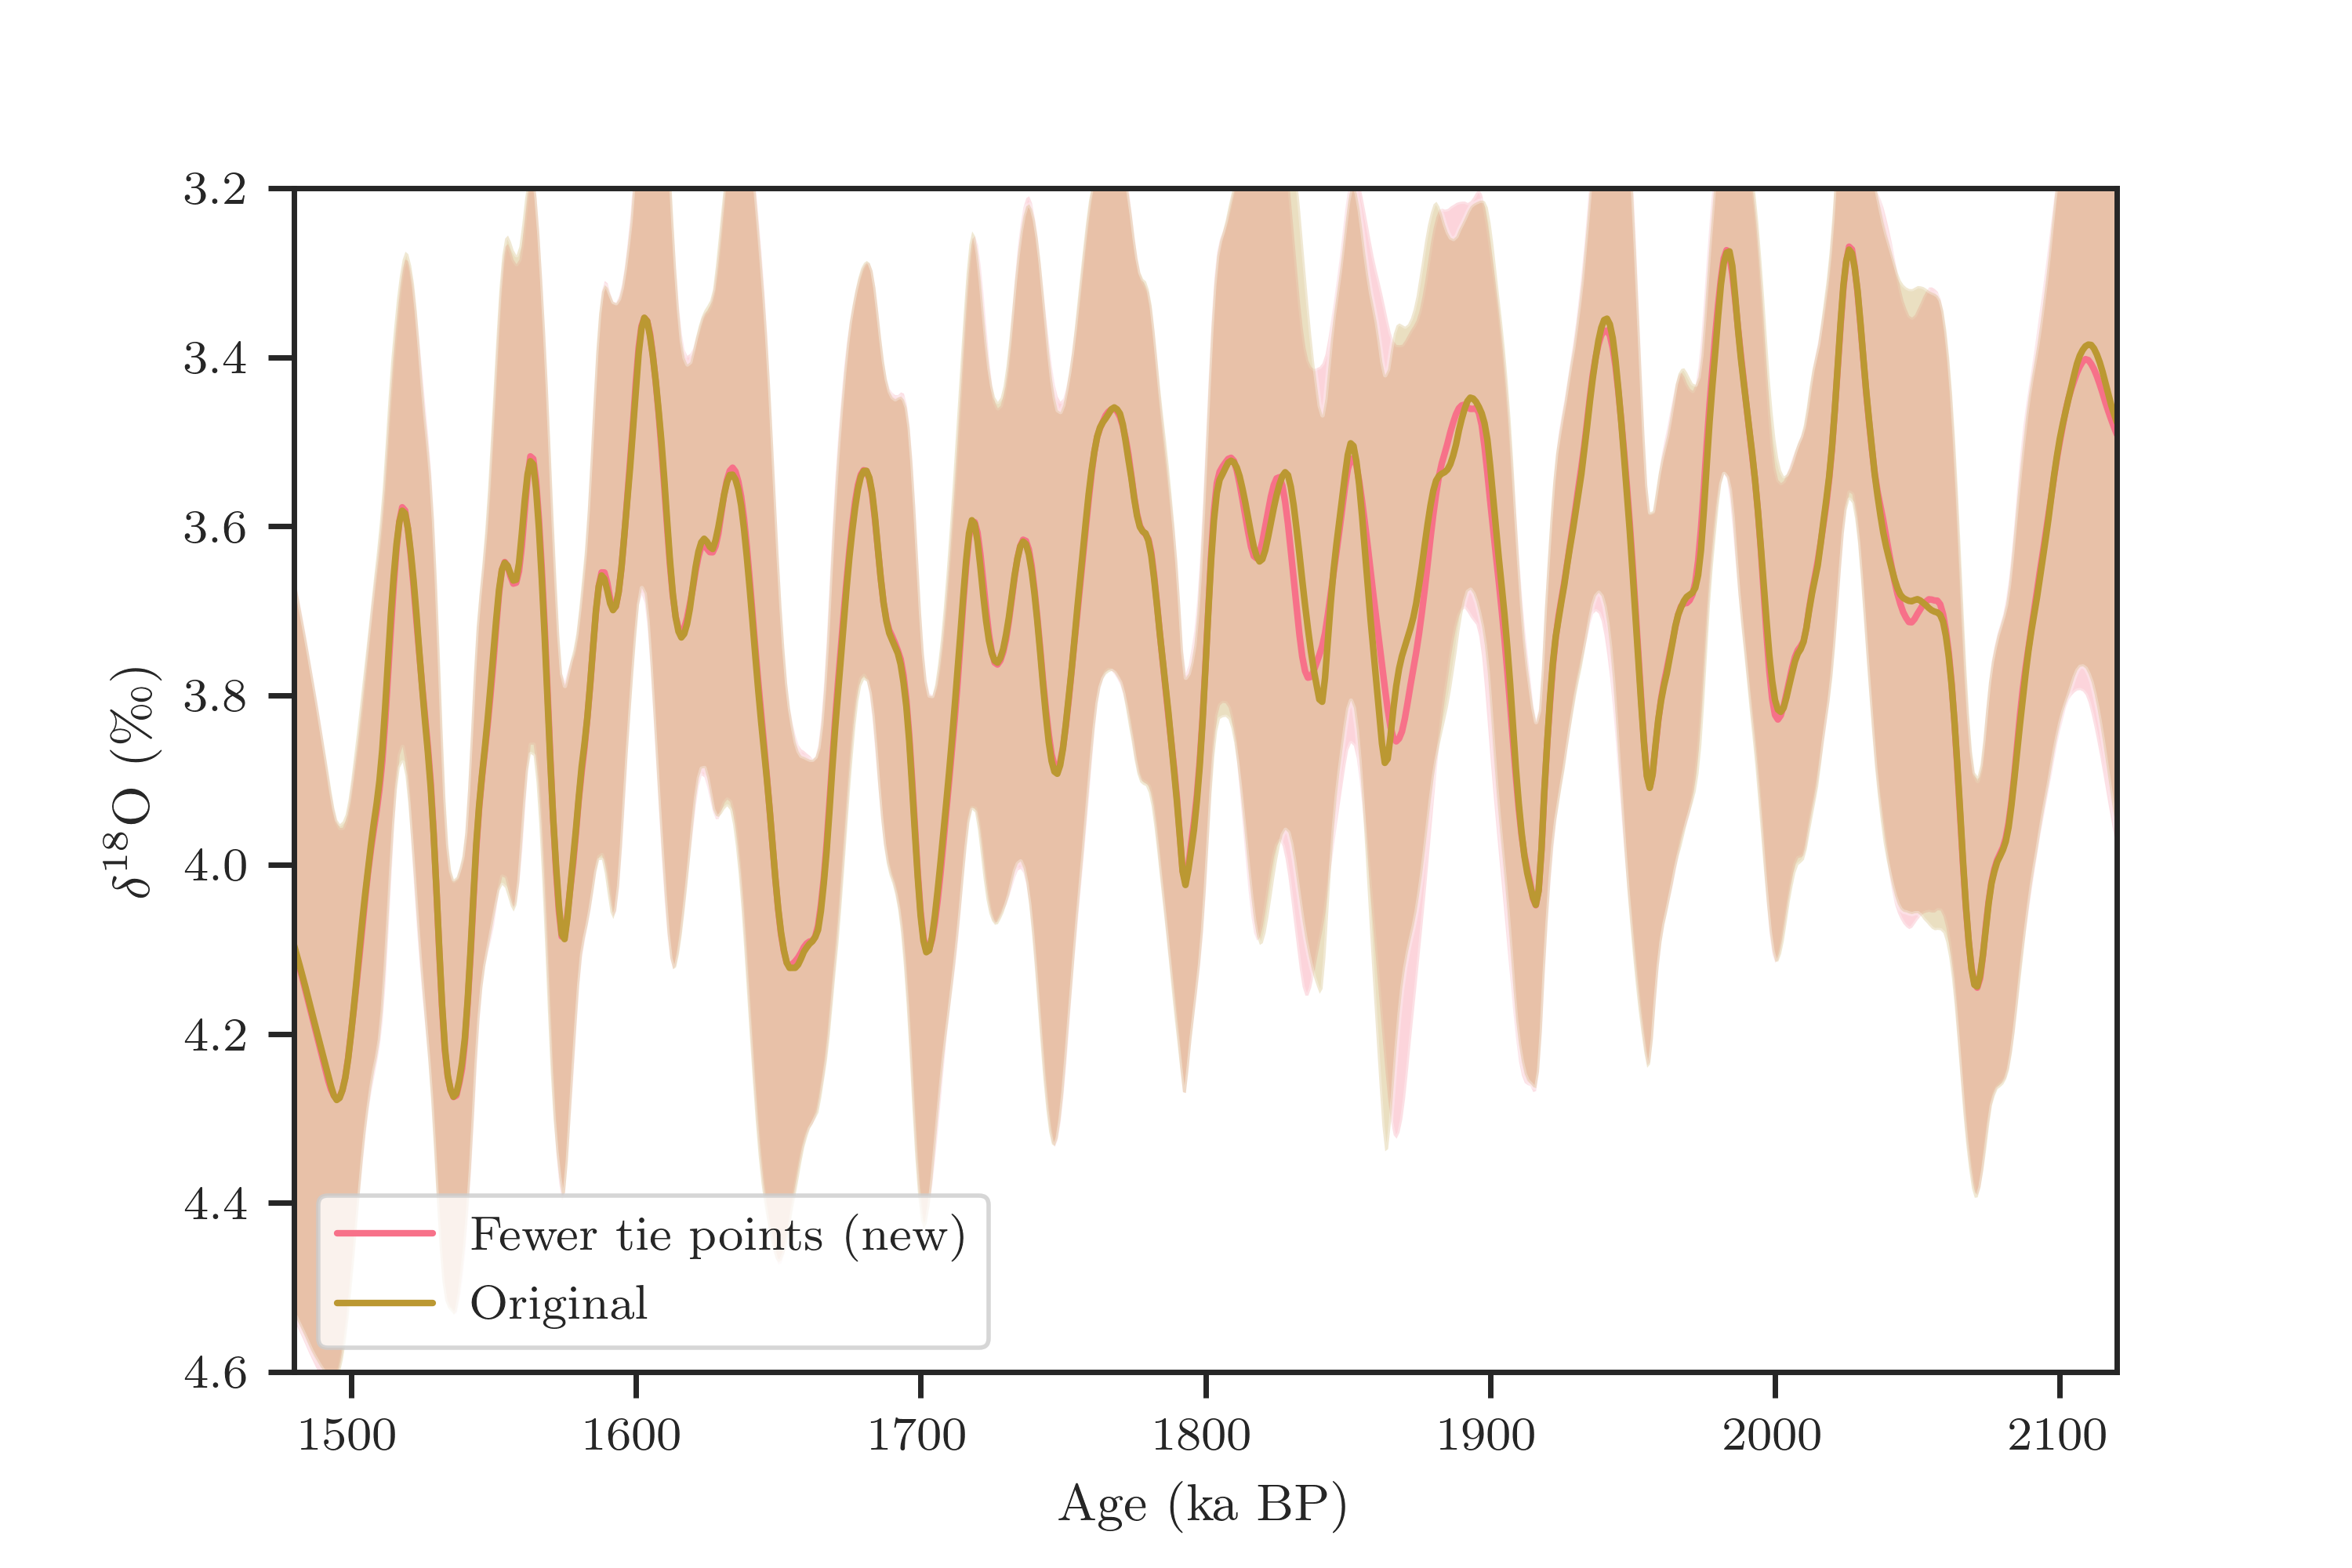 3.2
3.4
3.6
3.8
4.0
4.2
4.4
4.6
δ¹⁸O (‰)
Fewer tie points (new)
Original
1500 1600 1700 1800 1900 2000 2100
Age (ka BP)